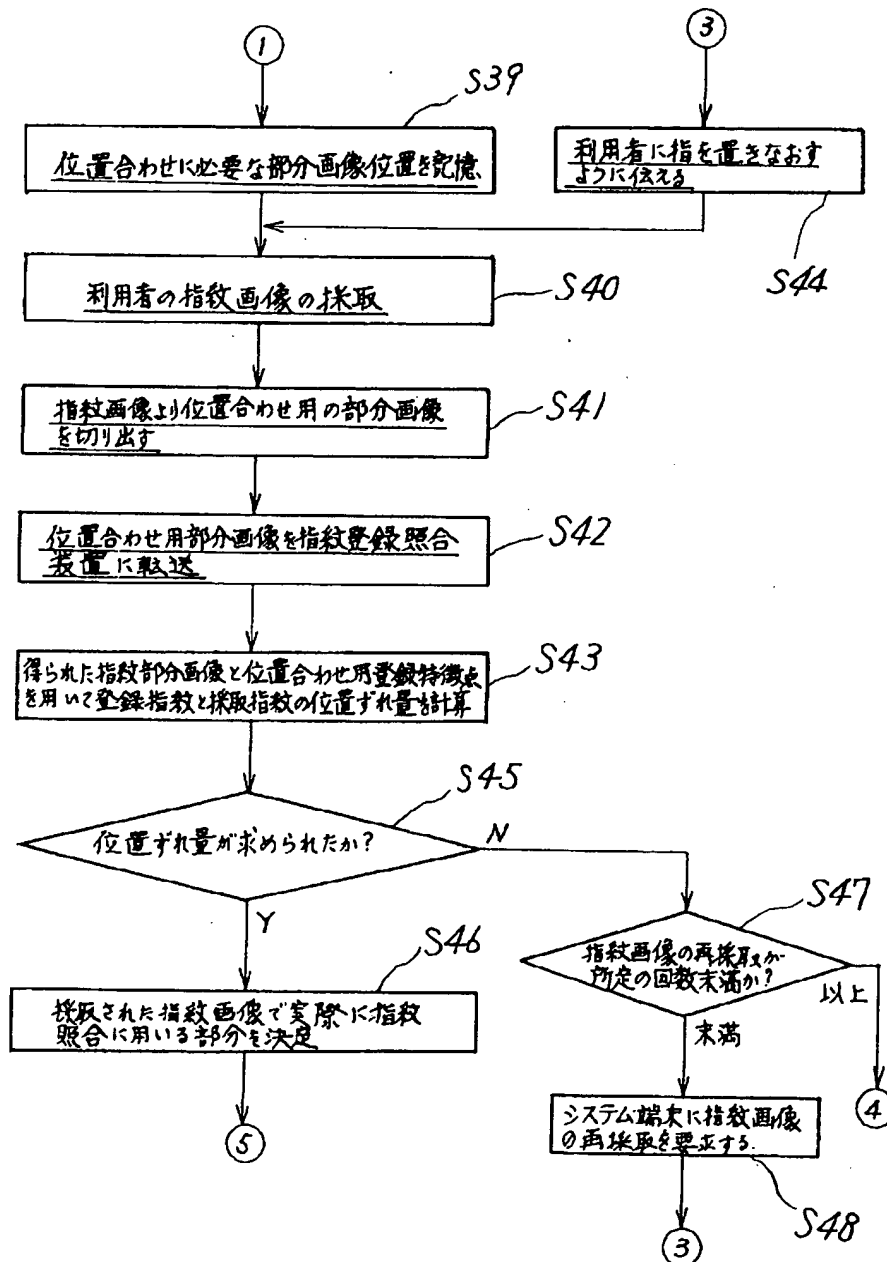 ①
③
S39
位置合わせに必要な部分画像位置を記憶
利用者に指を置きなおす
ように伝える
S44
利用者の指紋画像の採取
S40
指紋画像より位置合わせ用の部分画像
を切り出す
S41
位置合わせ用部分画像を指紋登録照合
装置に転送
S42
得られた指紋部分画像と位置合わせ用登録特徴点
を用いて登録指紋と採取指紋の位置ずれ量を計算
S43
位置ずれ量が求められたか?
S45
N
Y
指紋画像の再採取が
所定の回数未満か?
S47
以上
未満
④
採取された指紋画像で実際に指紋
照合に用いる部分を決定
S46
⑤
システム端末に指紋画像
の再採取を要求する.
S48
③